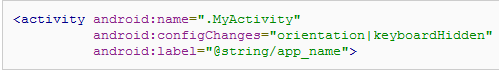 <activity android:name=".MyActivity"
android:configChanges="orientation|keyboardHidden"
android:label="@string/app_name">